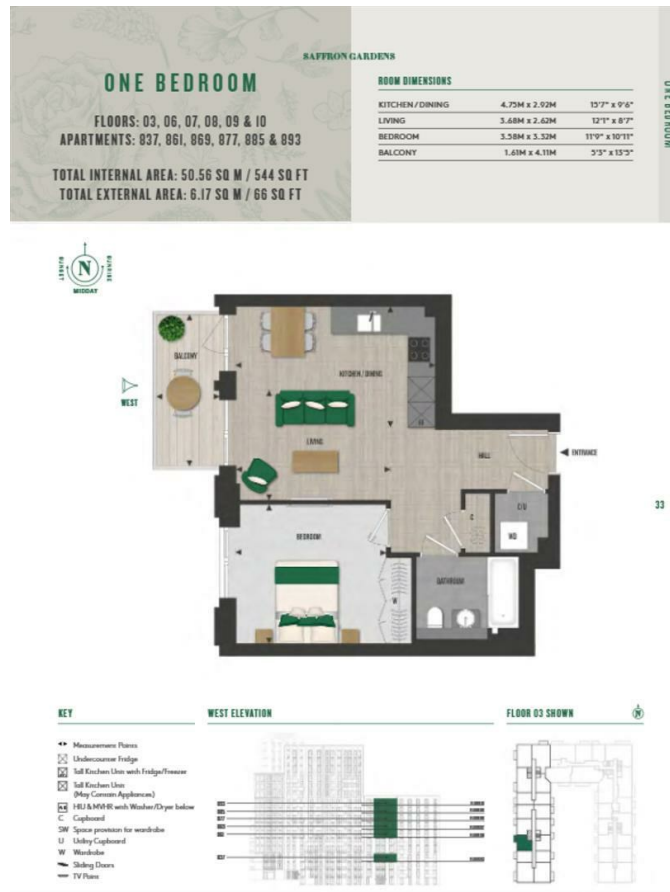 SAFFRON GARDENS
ONE BEDROOM
FLOORS: 03, 06, 07, 08, 09 & 10
APARTMENTS: 837, 861, 869, 877, 885 & 893
TOTAL INTERNAL AREA: 50.56 SQ M / 544 SQ FT
TOTAL EXTERNAL AREA: 6.17 SQ M / 66 SQ FT
ROOM DIMENSIONS
KITCHEN/DINING 4.75M x 2.92M 15'7" x 9'6"
LIVING 3.68M x 2.62M 12'1" x 8'7"
BEDROOM 3.58M x 3.32M 11'9" x 10'11"
BALCONY 1.61M x 4.11M 5'3" x 13'5"
ONE BEDROOM
N
SUNSET
SUNRISE
MIDDAY
BALCONY
KITCHEN / DINING
WEST
LIVING
HALL
ENTRANCE
C
C/U
WD
33
BEDROOM
BATHROOM
W
KEY
Measurement Points
Undercounter Fridge
Tall Kitchen Unit with Fridge/Freezer
Tall Kitchen Unit
(May Contain Appliances)
HIU & MVHR with Washer/Dryer below
C Cupboard
SW Space provision for wardrobe
U Utility Cupboard
W Wardrobe
Sliding Doors
TV Point
WEST ELEVATION
FLOOR 03 SHOWN
N